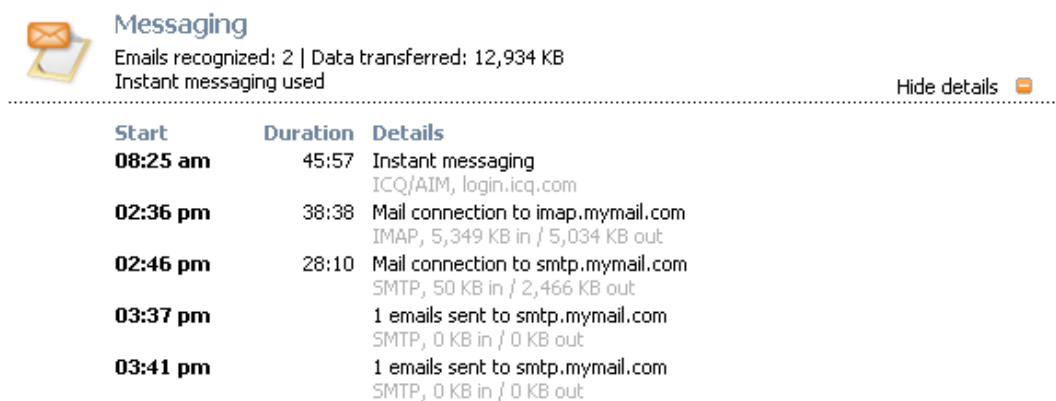 Messaging
Emails recognized: 2 | Data transferred: 12,934 KB
Instant messaging used
Hide details
Start Duration Details
08:25 am 45:57 Instant messaging
ICQ/AIM, login.icq.com
02:36 pm 38:38 Mail connection to imap.mymail.com
IMAP, 5,349 KB in / 5,034 KB out
02:46 pm 28:10 Mail connection to smtp.mymail.com
SMTP, 50 KB in / 2,466 KB out
03:37 pm 1 emails sent to smtp.mymail.com
SMTP, 0 KB in / 0 KB out
03:41 pm 1 emails sent to smtp.mymail.com
SMTP, 0 KB in / 0 KB out